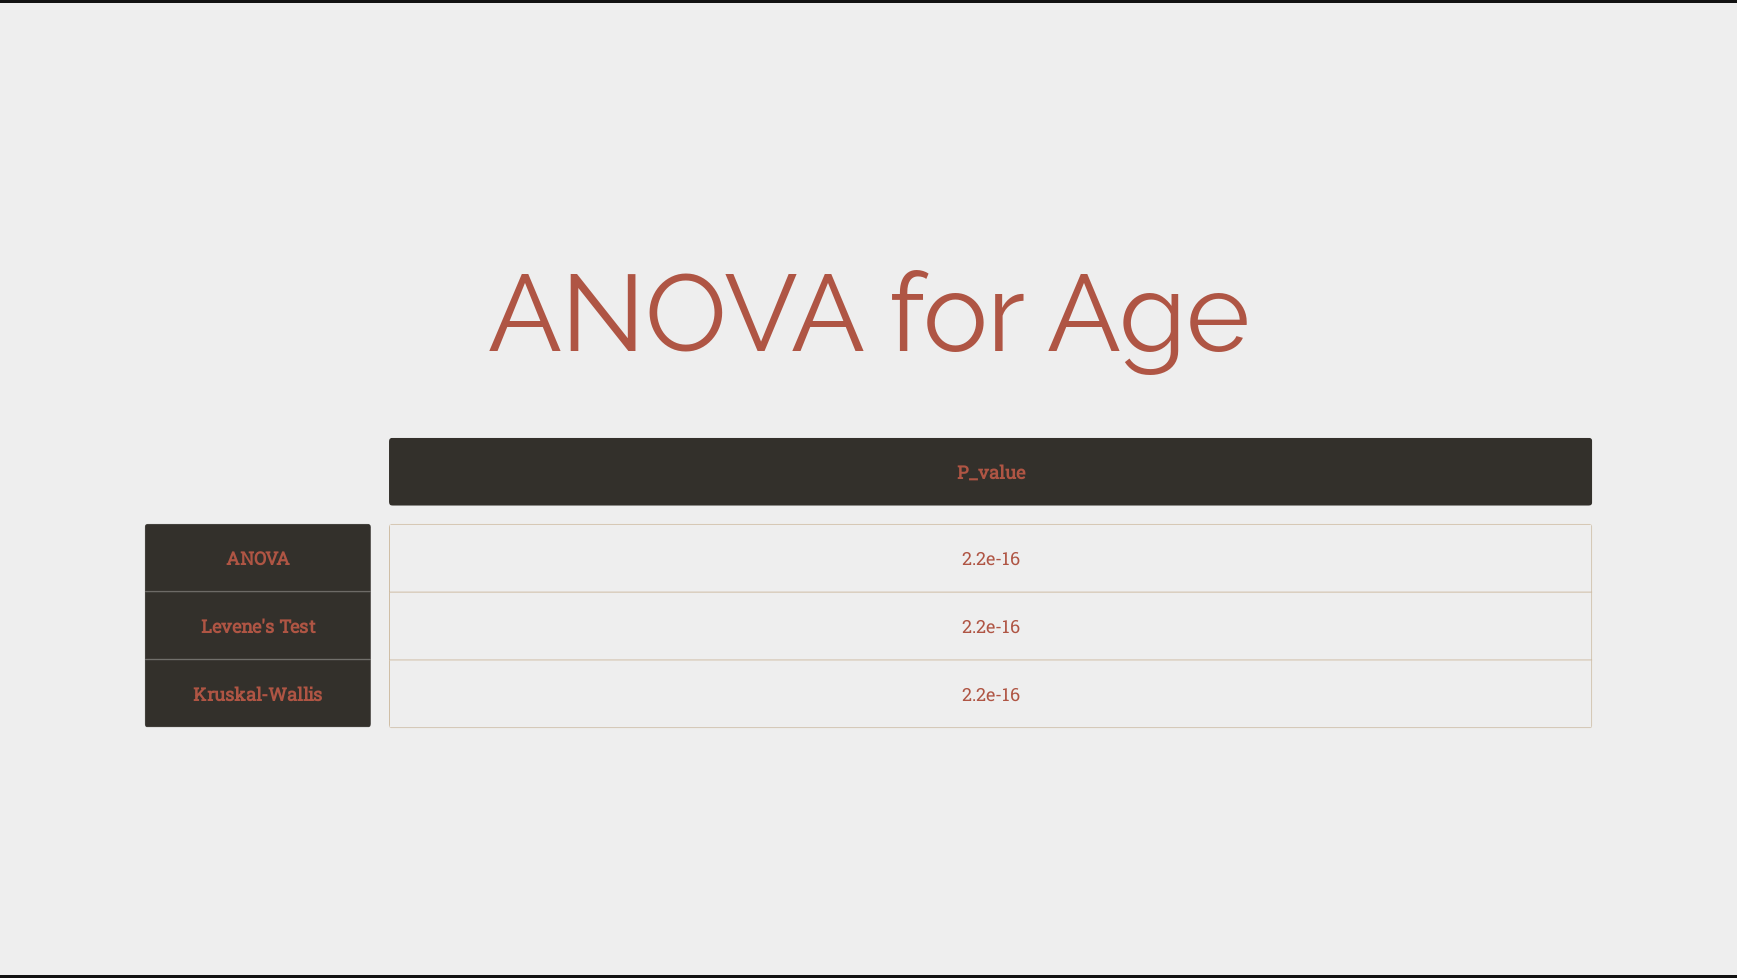 ANOVA for Age
P_value
ANOVA 2.2e-16
Levene's Test 2.2e-16
Kruskal-Wallis 2.2e-16